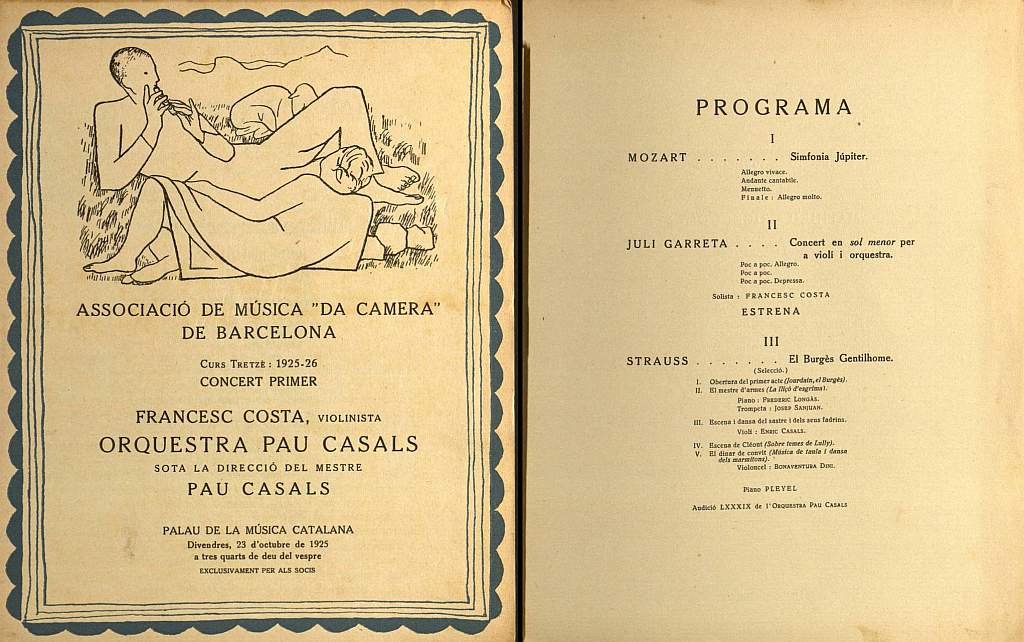 ASSOCIACIÓ DE MÚSICA "DA CAMERA"
DE BARCELONA
CURS TRETZÈ : 1925-26
CONCERT PRIMER
FRANCESC COSTA, VIOLINISTA
ORQUESTRA PAU CASALS
SOTA LA DIRECCIÓ DEL MESTRE
PAU CASALS
PALAU DE LA MÚSICA CATALANA
Divendres, 23 d'octubre de 1925
a tres quarts de deu del vespre
EXCLUSIVAMENT PER ALS SOCIS
PROGRAMA
I
MOZART . . . . . . . Simfonia Júpiter.
Allegro vivace.
Andante cantabile.
Mennetto.
Finale : Allegro molto.
II
JULI GARRETA . . . . Concert en sol menor per
a violí i orquestra.
Poc a poc. Allegro.
Poc a poc.
Poc a poc. Depressa.
Solista : FRANCESC COSTA
ESTRENA
III
STRAUSS . . . . . . . El Burgès Gentilhome.
(Selecció.)
I. Obertura del primer acte (Jourdain, el Burgès).
II. El mestre d'armes (La lliçó d'esgrima).
Piano : FREDERIC LONGÀS.
Trompeta : JOSEP SANJUAN.
III. Escena i dansa del sastre i dels seus fadrins.
Violí : ENRIC CASALS.
IV. Escena de Cléont (Sobre temes de Lully).
V. El dinar de convit (Música de taula i dansa
dels marmitons).
Violoncel : BONAVENTURA DINI.
Piano PLEYEL
Audició LXXXIX de l'ORQUESTRA PAU CASALS